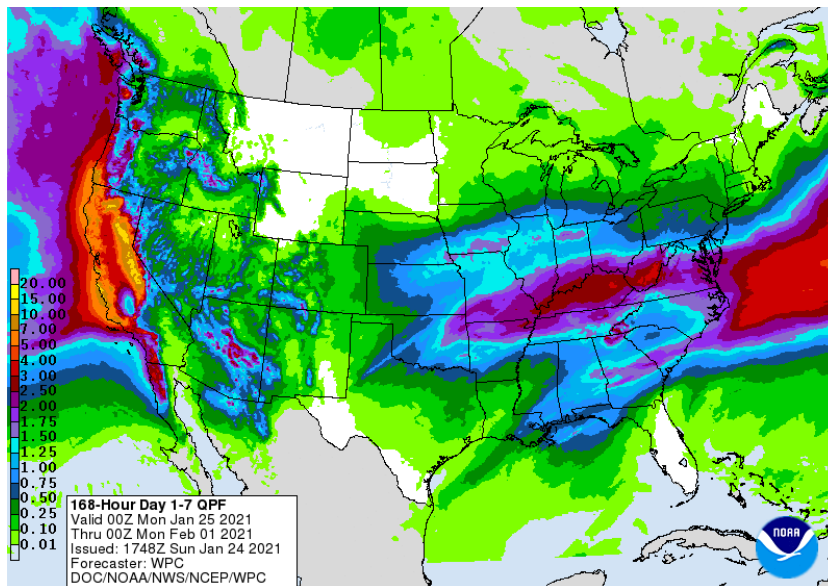 20.00
15.00
10.00
7.00
5.00
4.00
3.00
2.50
2.00
1.75
1.50
1.25
1.00
0.75
0.50
0.25
0.10
0.01
168-Hour Day 1-7 QPF
Valid 00Z Mon Jan 25 2021
Thru 00Z Mon Feb 01 2021
Issued: 1748Z Sun Jan 24 2021
Forecaster: WPC
DOC/NOAA/NWS/NCEP/WPC
NOAA